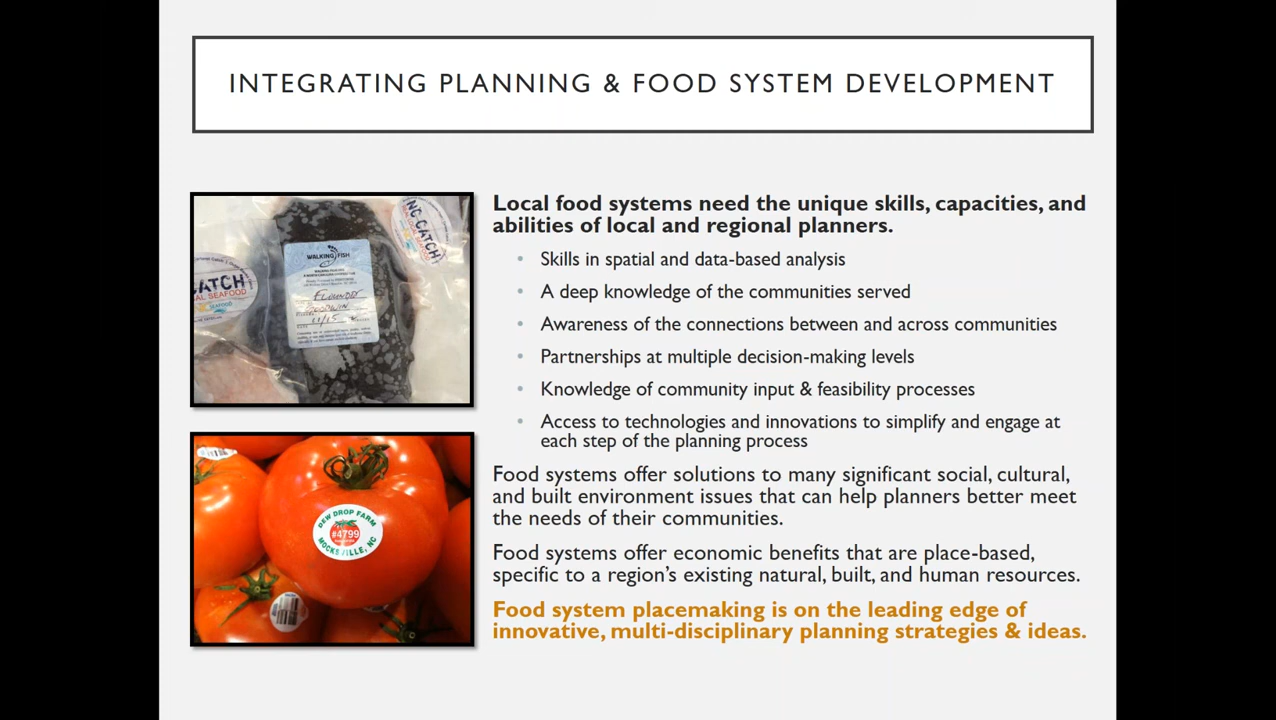 INTEGRATING PLANNING & FOOD SYSTEM DEVELOPMENT
NC CATCH
WALKING FISH
CATCH
AL SEAFOOD
SEAFOOD
FLOUNDER
11/15
DEW DROP FARM
#4799
MOCKSVILLE, NC
Local food systems need the unique skills, capacities, and
abilities of local and regional planners.
• Skills in spatial and data-based analysis
• A deep knowledge of the communities served
• Awareness of the connections between and across communities
• Partnerships at multiple decision-making levels
• Knowledge of community input & feasibility processes
• Access to technologies and innovations to simplify and engage at
each step of the planning process
Food systems offer solutions to many significant social, cultural,
and built environment issues that can help planners better meet
the needs of their communities.
Food systems offer economic benefits that are place-based,
specific to a region's existing natural, built, and human resources.
Food system placemaking is on the leading edge of
innovative, multi-disciplinary planning strategies & ideas.